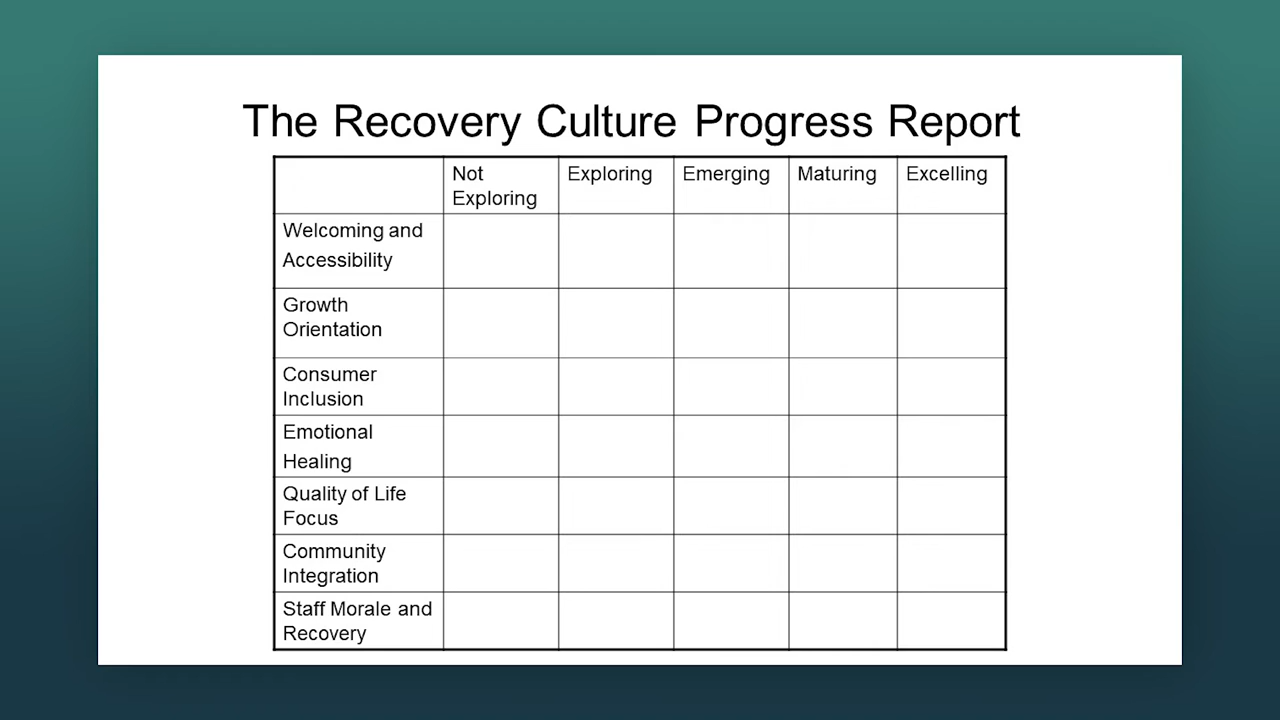 The Recovery Culture Progress Report
Not
Exploring
Exploring
Emerging
Maturing
Excelling
Welcoming and
Accessibility
Growth
Orientation
Consumer
Inclusion
Emotional
Healing
Quality of Life
Focus
Community
Integration
Staff Morale and
Recovery